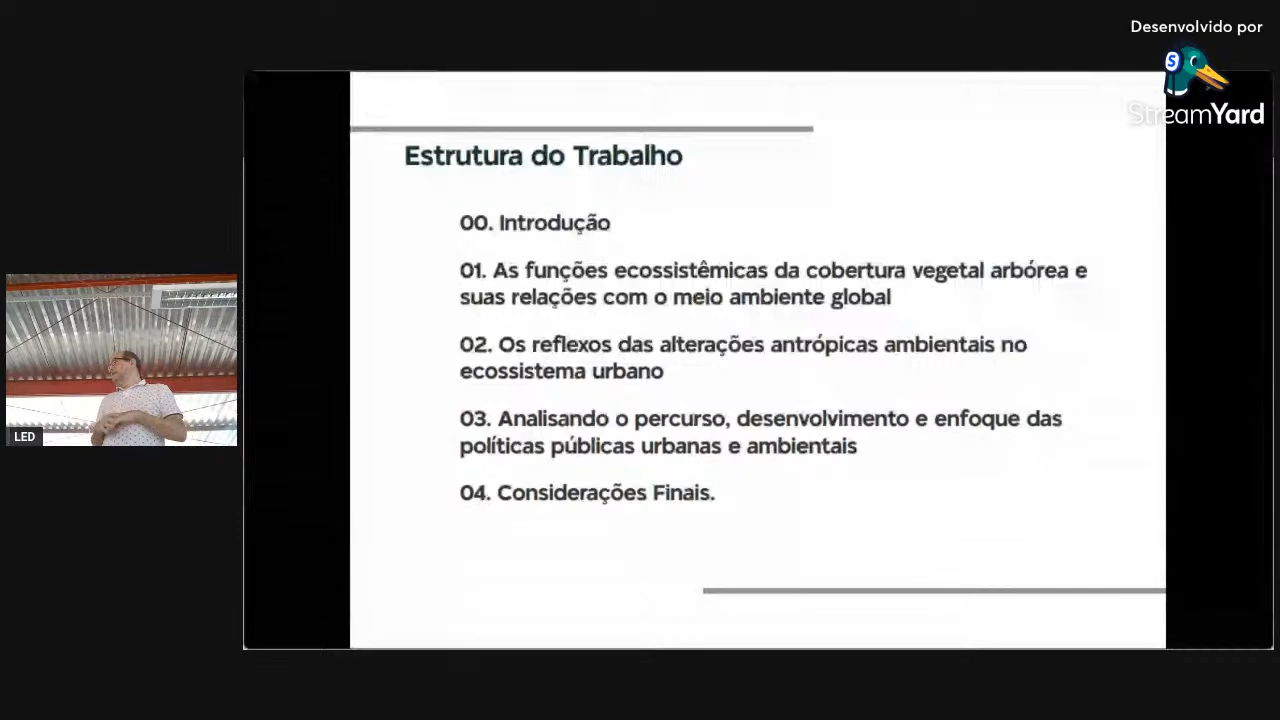 Desenvolvido por
StreamYard
Estrutura do Trabalho
00. Introdução
01. As funções ecossistêmicas da cobertura vegetal arbórea e
suas relações com o meio ambiente global
02. Os reflexos das alterações antrópicas ambientais no
ecossistema urbano
03. Analisando o percurso, desenvolvimento e enfoque das
políticas públicas urbanas e ambientais
04. Considerações Finais.
LED